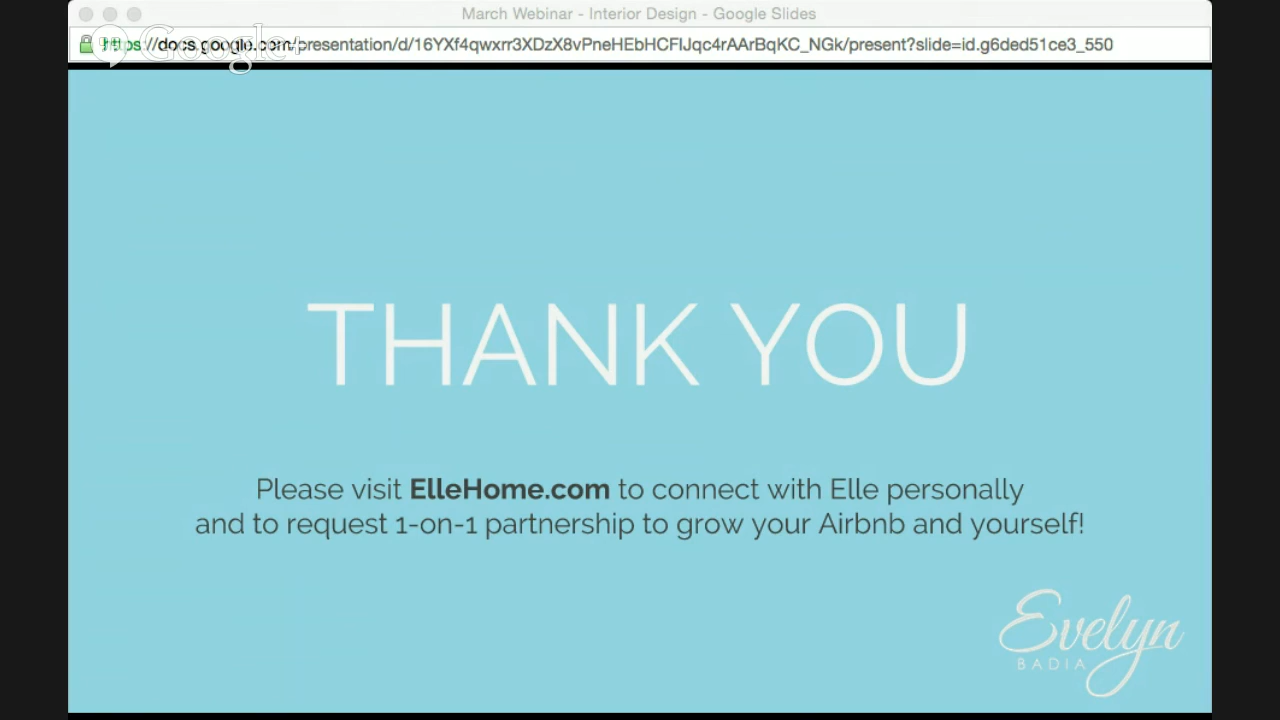 March Webinar - Interior Design - Google Slides
https://docs.google.com/presentation/d/16YXf4qwxrr3XDzX8vPneHEbHCFIJqc4rAArBqKC_NGk/present?slide=id.g6ded51ce3_550
Google+
THANK YOU
Please visit ElleHome.com to connect with Elle personally
and to request 1-on-1 partnership to grow your Airbnb and yourself!
Evelyn
BADIA